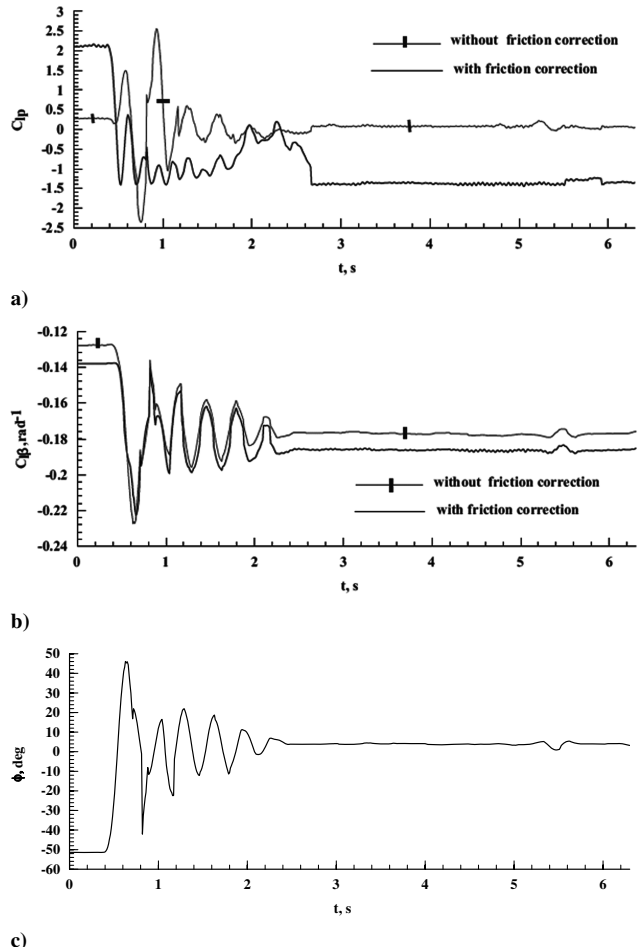 3
2.5
2
1.5
1
0.5
0
-0.5
-1
-1.5
-2
-2.5
Clp
without friction correction
with friction correction
0 1 2 3 4 5 6
t, s
a)
-0.12
-0.14
-0.16
-0.18
-0.2
-0.22
-0.24
Clβ,rad-1
without friction correction
with friction correction
0 1 2 3 4 5 6
t, s
b)
50
40
30
20
10
0
-10
-20
-30
-40
-50
-60
ϕ, deg
0 1 2 3 4 5 6
t, s
c)